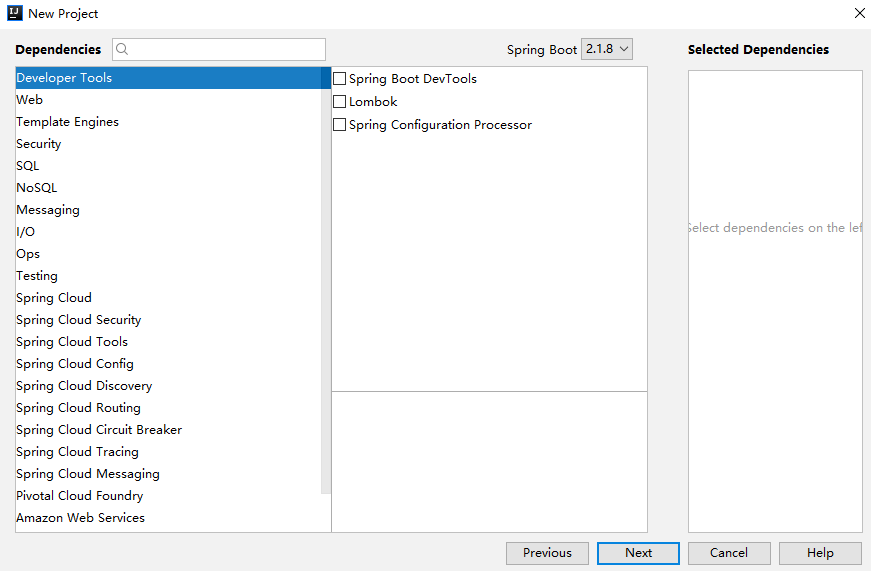 New Project
Dependencies
Spring Boot 2.1.8
Selected Dependencies
Developer Tools
Web
Template Engines
Security
SQL
NoSQL
Messaging
I/O
Ops
Testing
Spring Cloud
Spring Cloud Security
Spring Cloud Tools
Spring Cloud Config
Spring Cloud Discovery
Spring Cloud Routing
Spring Cloud Circuit Breaker
Spring Cloud Tracing
Spring Cloud Messaging
Pivotal Cloud Foundry
Amazon Web Services
Spring Boot DevTools
Lombok
Spring Configuration Processor
Select dependencies on the lef
Previous
Next
Cancel
Help